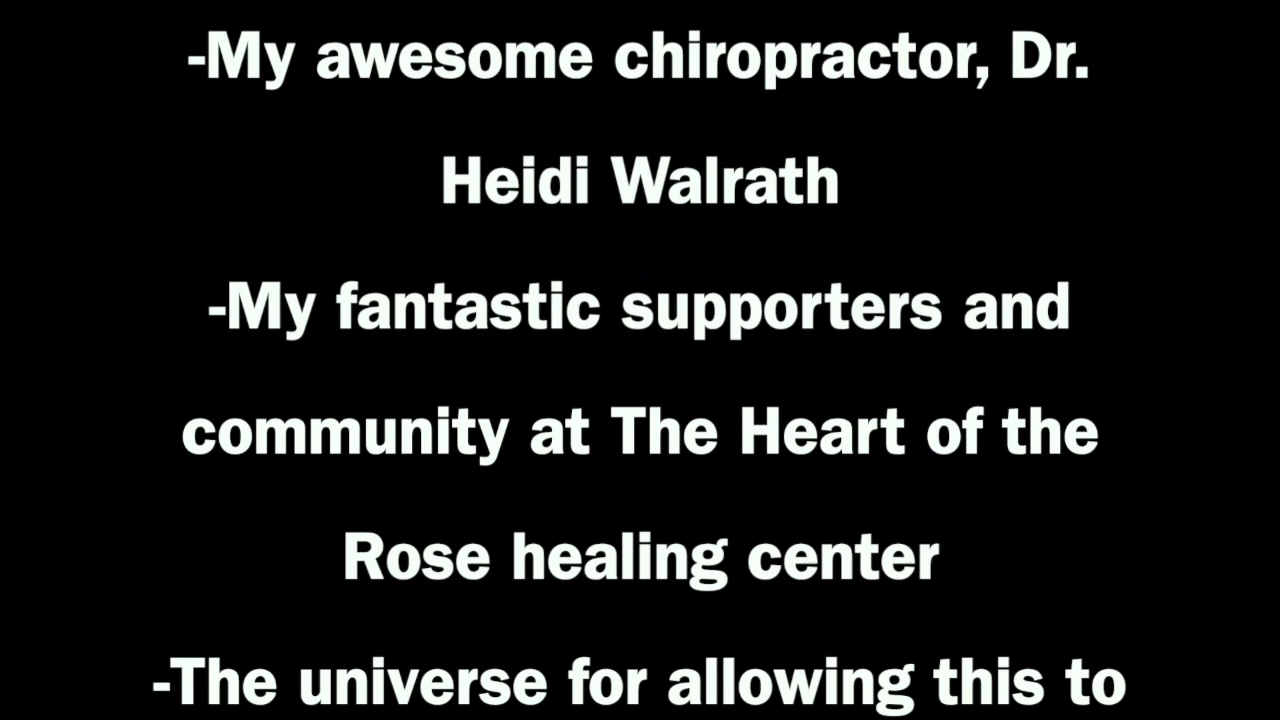 -My awesome chiropractor, Dr.
Heidi Walrath
-My fantastic supporters and
community at The Heart of the
Rose healing center
-The universe for allowing this to